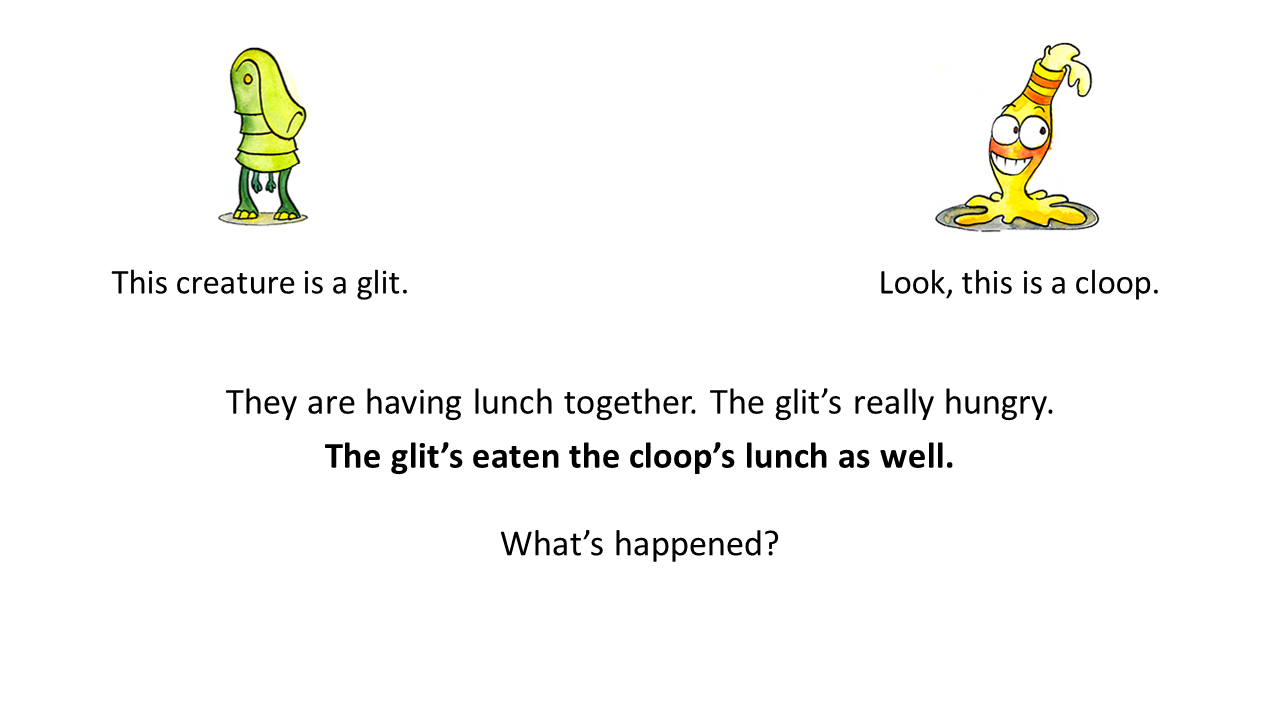 This creature is a glit.
Look, this is a cloop.
They are having lunch together. The glit’s really hungry.
The glit’s eaten the cloop’s lunch as well.
What’s happened?